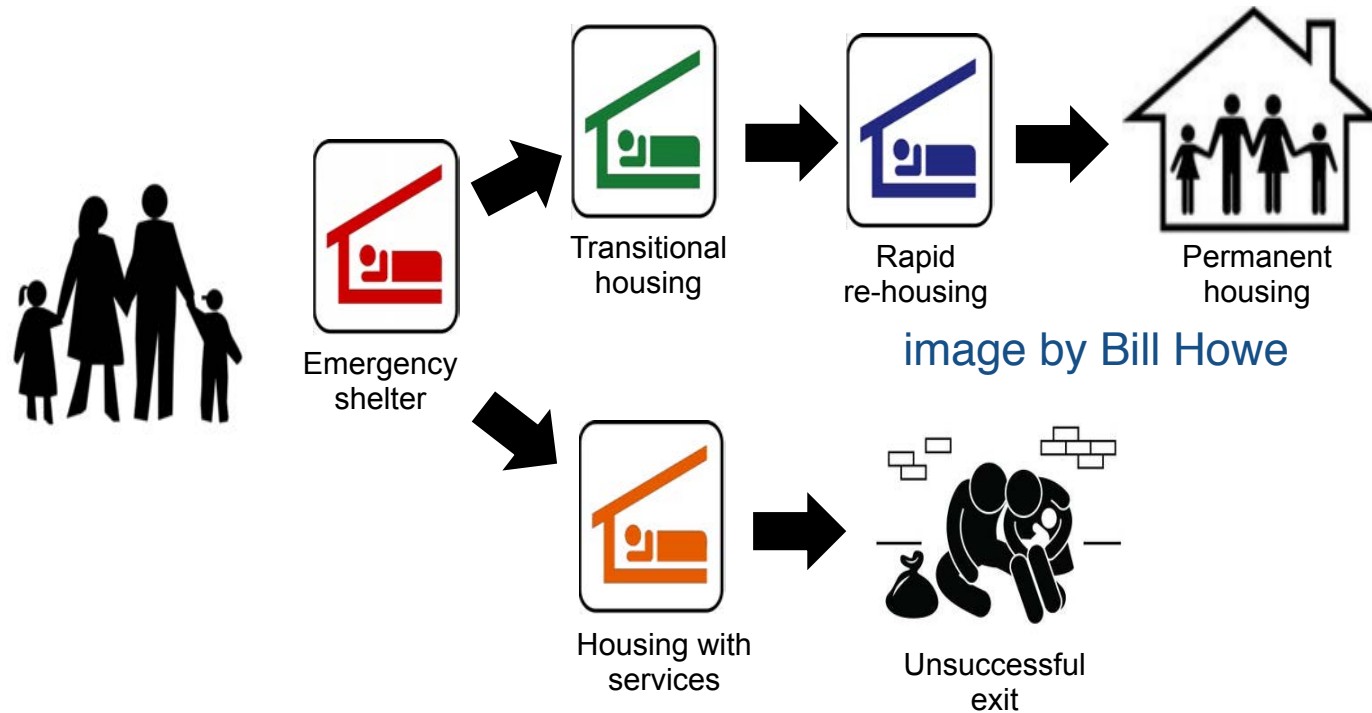 Emergency
shelter
Transitional
housing
Rapid
re-housing
Permanent
housing
image by Bill Howe
Housing with
services
Unsuccessful
exit